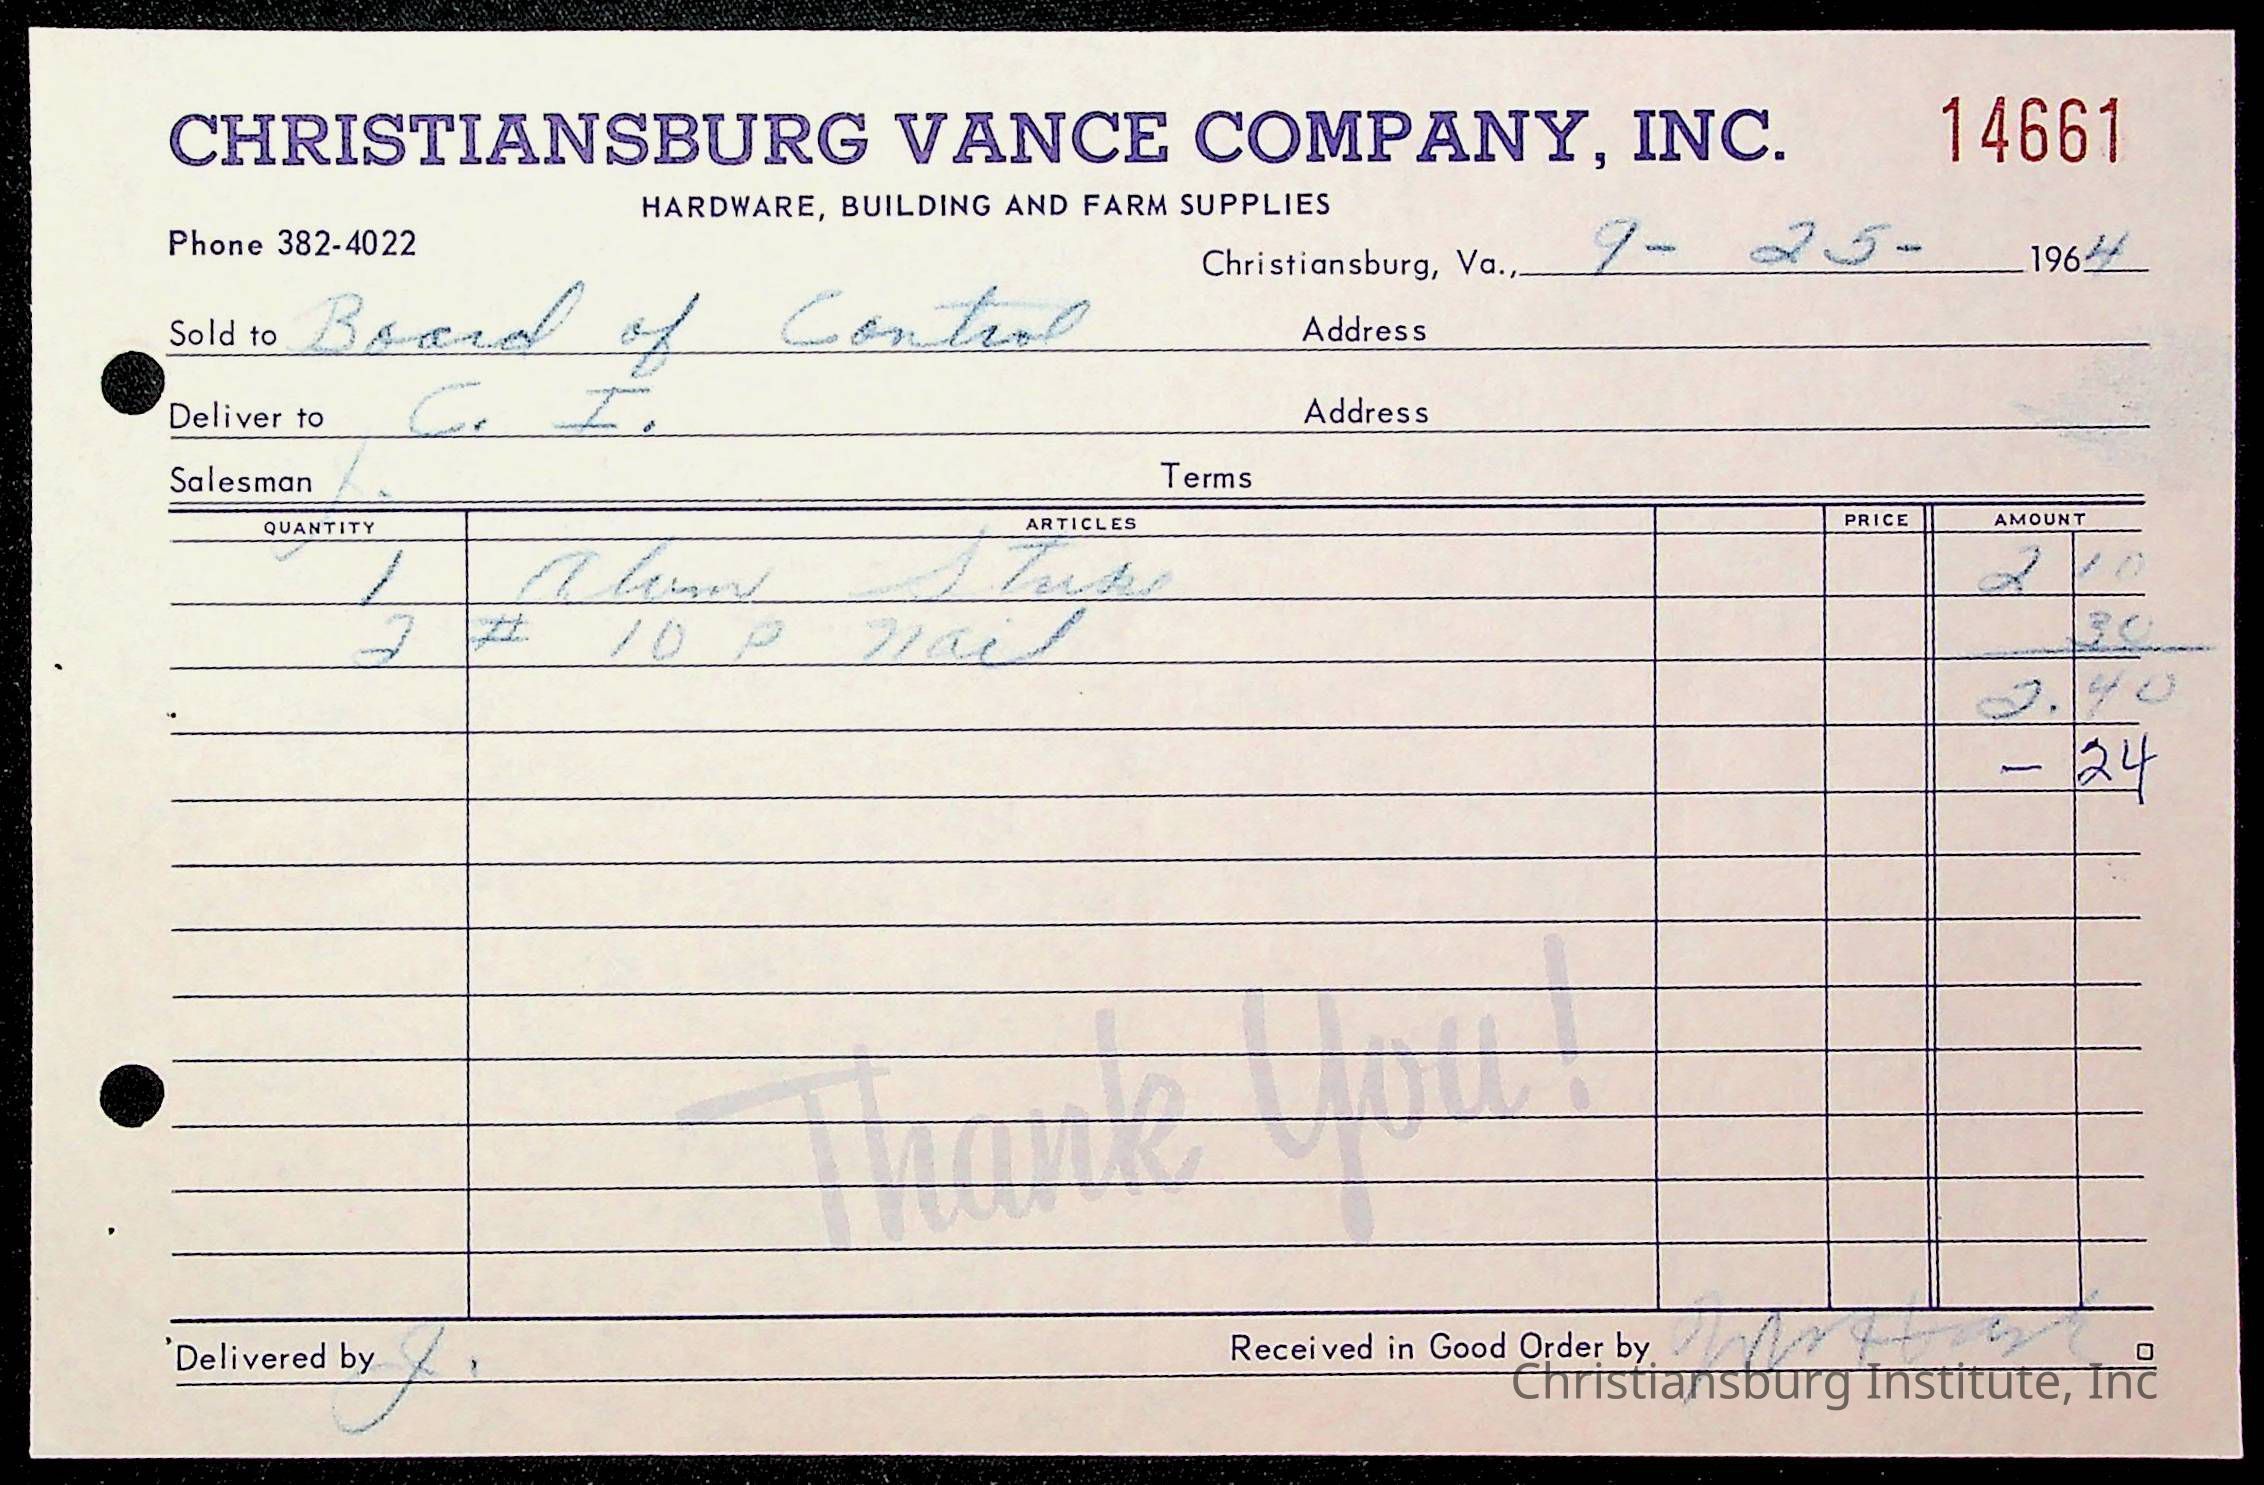 CHRISTIANSBURG VANCE COMPANY, INC. 14661
HARDWARE, BUILDING AND FARM SUPPLIES
Phone 382-4022
Christiansburg, Va., 9- 25- 1964
Sold to Board of Control Address
Deliver to C. I. Address
Salesman Terms
QUANTITY ARTICLES PRICE AMOUNT
1 Alum 2 10
2 # 10 P Nail 30
2.40
- 24
Thank You!
Delivered by J. Received in Good Order by
Christiansburg Institute, Inc